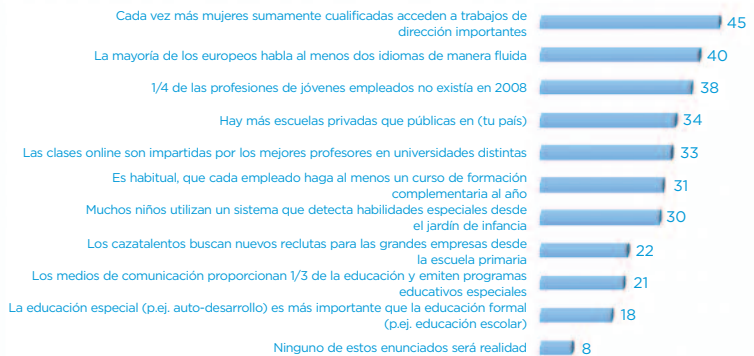 Cada vez más mujeres sumamente cualificadas acceden a trabajos de
dirección importantes
45
La mayoría de los europeos habla al menos dos idiomas de manera fluida
40
1/4 de las profesiones de jóvenes empleados no existía en 2008
38
Hay más escuelas privadas que públicas en (tu país)
34
Las clases online son impartidas por los mejores profesores en universidades distintas
33
Es habitual, que cada empleado haga al menos un curso de formación
complementaria al año
31
Muchos niños utilizan un sistema que detecta habilidades especiales desde
el jardín de infancia
30
Los cazatalentos buscan nuevos reclutas para las grandes empresas desde
la escuela primaria
22
Los medios de comunicación proporcionan 1/3 de la educación y emiten programas
educativos especiales
21
La educación especial (p.ej. auto-desarrollo) es más importante que la educación formal
(p.ej. educación escolar)
18
Ninguno de estos enunciados será realidad
8